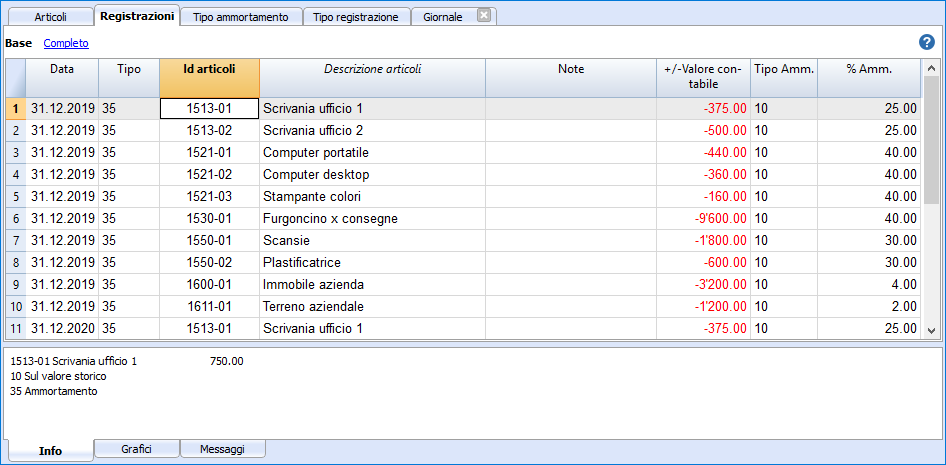 Articoli Registrazioni Tipo ammortamento Tipo registrazione Giornale
Base Completo
Data Tipo Id articoli Descrizione articoli Note +/-Valore con-
tabile Tipo Amm. % Amm.
1 31.12.2019 35 1513-01 Scrivania ufficio 1 -375.00 10 25.00
2 31.12.2019 35 1513-02 Scrivania ufficio 2 -500.00 10 25.00
3 31.12.2019 35 1521-01 Computer portatile -440.00 10 40.00
4 31.12.2019 35 1521-02 Computer desktop -360.00 10 40.00
5 31.12.2019 35 1521-03 Stampante colori -160.00 10 40.00
6 31.12.2019 35 1530-01 Furgoncino x consegne -9'600.00 10 40.00
7 31.12.2019 35 1550-01 Scansie -1'800.00 10 30.00
8 31.12.2019 35 1550-02 Plastificatrice -600.00 10 30.00
9 31.12.2019 35 1600-01 Immobile azienda -3'200.00 10 4.00
10 31.12.2019 35 1611-01 Terreno aziendale -1'200.00 10 2.00
11 31.12.2020 35 1513-01 Scrivania ufficio 1 -375.00 10 25.00
1513-01 Scrivania ufficio 1 750.00
10 Sul valore storico
35 Ammortamento
Info Grafici Messaggi